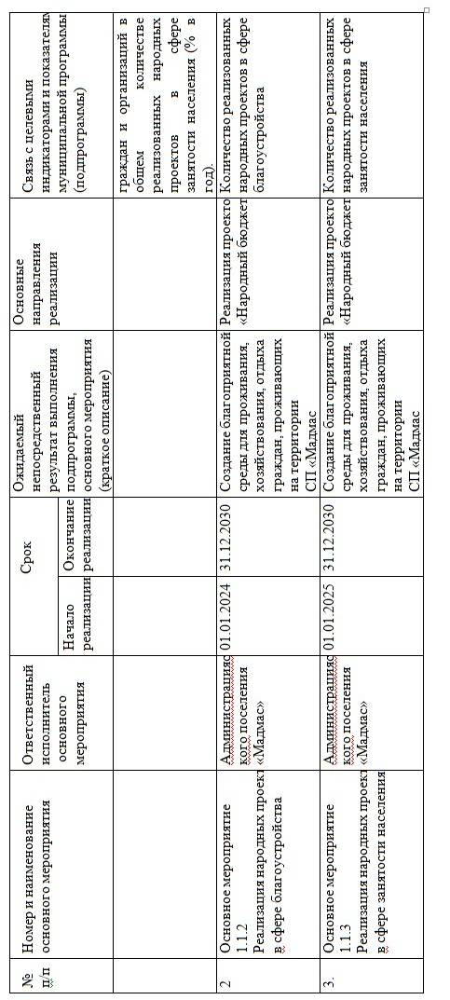 №
п/п
Номер и наименование
основного мероприятия
Ответственный
исполнитель
основного
мероприятия
Срок
Начало
реализации
Окончание
реализации
Ожидаемый
непосредственный
результат выполнения
подпрограммы,
основного мероприятия
(краткое описание)
Основные
направления
реализации
Связь с целевыми
индикаторами и показателям
муниципальной программы
(подпрограммы)
граждан и организаций в
общем количестве
реализованных народных
проектов в сфере
занятости населения (% в
год).
2
Основное мероприятие
1.1.2
Реализация народных проект
в сфере благоустройства
Администрацияс
кого поселения
«Мадмас»
01.01.2024
31.12.2030
Создание благоприятной
среды для проживания,
хозяйствования, отдыха
граждан, проживающих
на территории
СП «Мадмас
Реализация проекто
«Народный бюджет
Количество реализованных
народных проектов в сфере
благоустройства
3.
Основное мероприятие
1.1.3
Реализация народных проект
в сфере занятости населения
Администрацияс
кого поселения
«Мадмас»
01.01.2025
31.12.2030
Создание благоприятной
среды для проживания,
хозяйствования, отдыха
граждан, проживающих
на территории
СП «Мадмас
Реализация проекто
«Народный бюджет
Количество реализованных
народных проектов в сфере
занятости населения